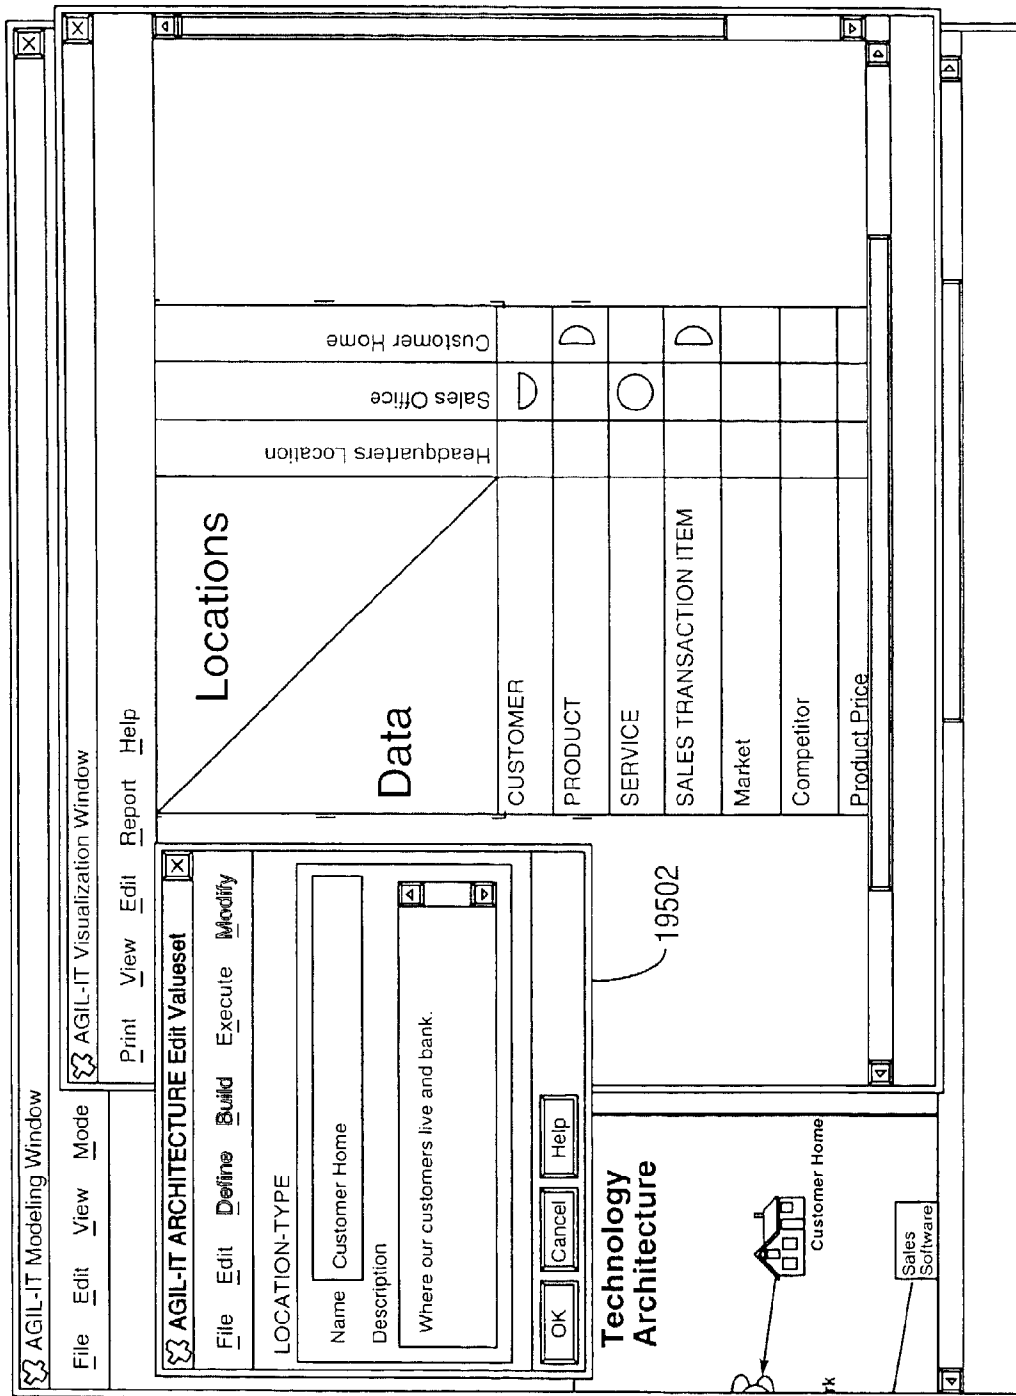 AGIL-IT Modeling Window
File Edit View Mode
AGIL-IT Visualization Window
Print View Edit Report Help
AGIL-IT ARCHITECTURE Edit Valueset
File Edit Define Build Execute Modify
LOCATION-TYPE
Name Customer Home
Description
Where our customers live and bank.
OK Cancel Help
19502
Locations
Data
Headquarters Location
Sales Office
Customer Home
CUSTOMER
PRODUCT
SERVICE
SALES TRANSACTION ITEM
Market
Competitor
Product Price
Technology
Architecture
Customer Home
Sales
Software
rk